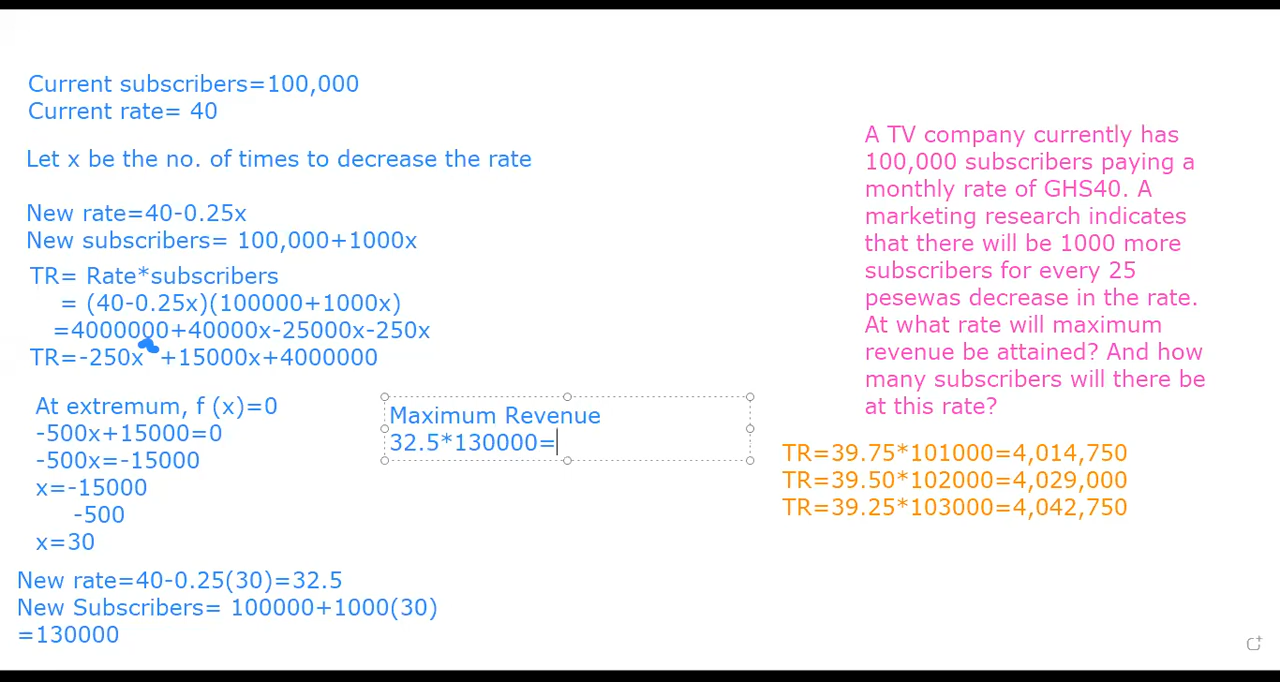 Current subscribers=100,000
Current rate= 40
Let x be the no. of times to decrease the rate
New rate=40-0.25x
New subscribers= 100,000+1000x
TR= Rate*subscribers
= (40-0.25x)(100000+1000x)
=4000000+40000x-25000x-250x
TR=-250x +15000x+4000000
At extremum, f (x)=0
-500x+15000=0
-500x=-15000
x=-15000
-500
x=30
New rate=40-0.25(30)=32.5
New Subscribers= 100000+1000(30)
=130000
Maximum Revenue
32.5*130000=
A TV company currently has
100,000 subscribers paying a
monthly rate of GHS40. A
marketing research indicates
that there will be 1000 more
subscribers for every 25
pesewas decrease in the rate.
At what rate will maximum
revenue be attained? And how
many subscribers will there be
at this rate?
TR=39.75*101000=4,014,750
TR=39.50*102000=4,029,000
TR=39.25*103000=4,042,750